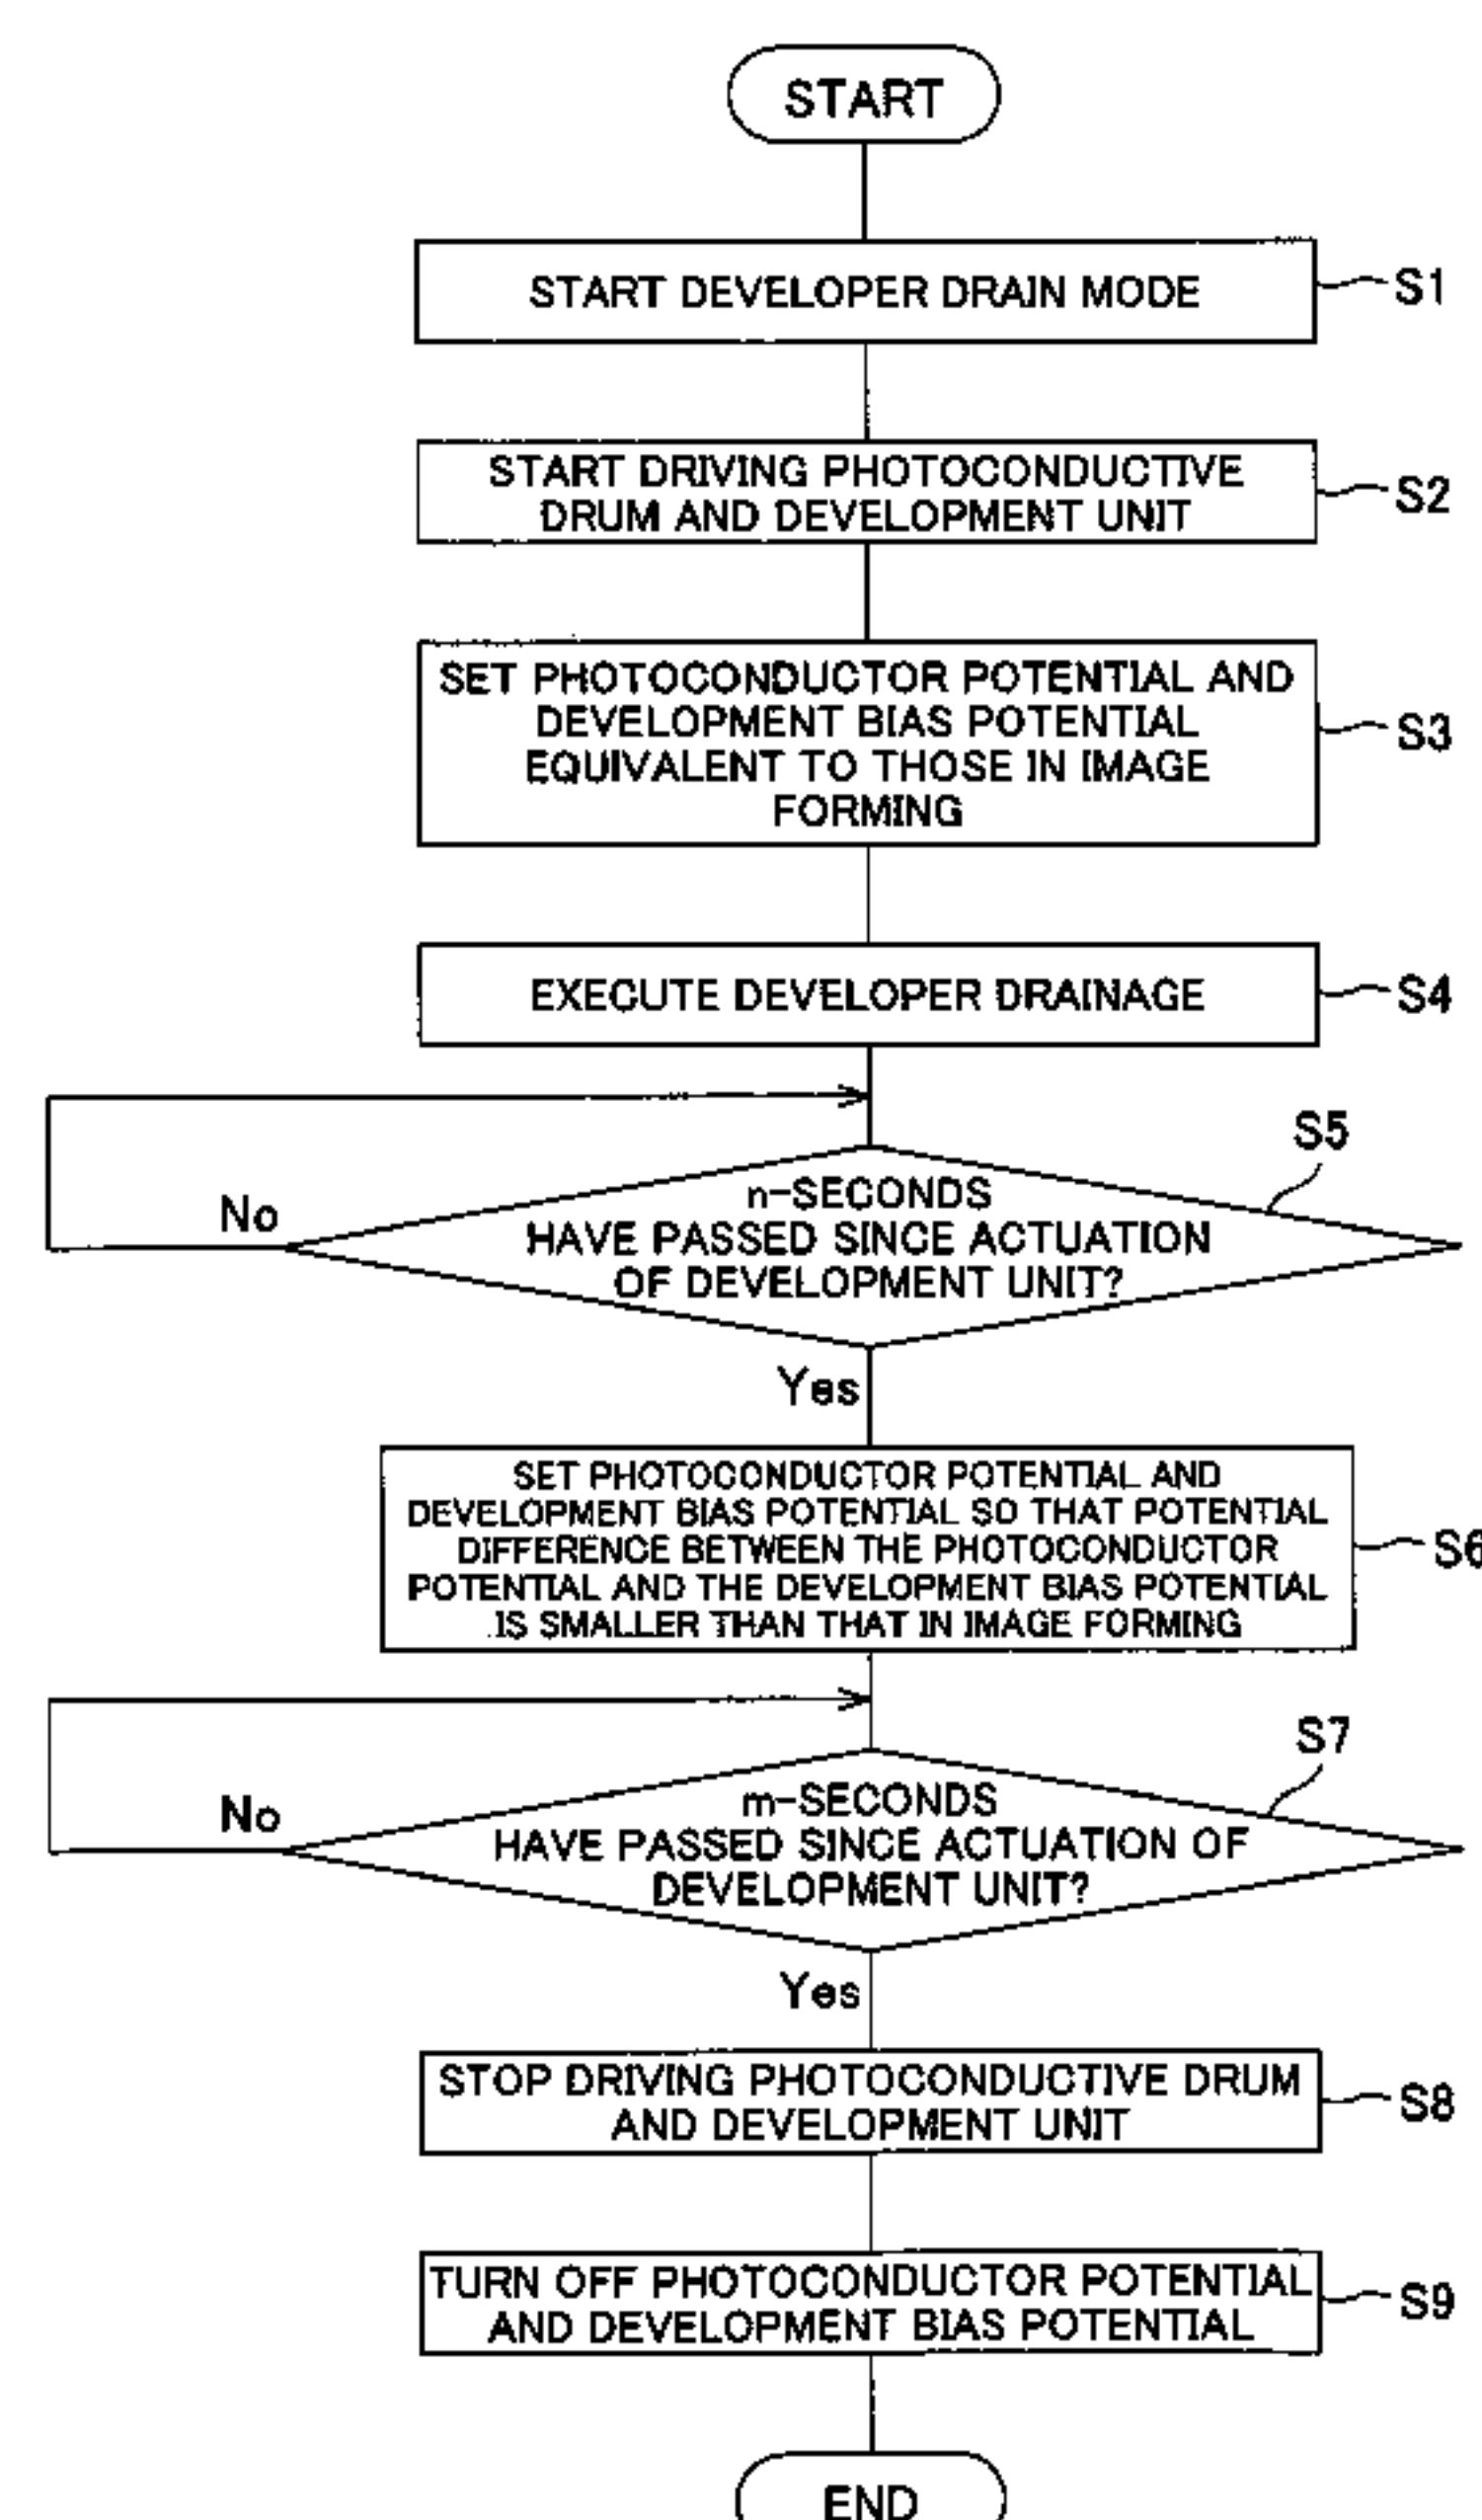 START
START DEVELOPER DRAIN MODE
S1
START DRIVING PHOTOCONDUCTIVE
DRUM AND DEVELOPMENT UNIT
S2
SET PHOTOCONDUCTOR POTENTIAL AND
DEVELOPMENT BIAS POTENTIAL
EQUIVALENT TO THOSE IN IMAGE
FORMING
S3
EXECUTE DEVELOPER DRAINAGE
S4
S5
n-SECONDS
HAVE PASSED SINCE ACTUATION
OF DEVELOPMENT UNIT?
No
Yes
SET PHOTOCONDUCTOR POTENTIAL AND
DEVELOPMENT BIAS POTENTIAL SO THAT POTENTIAL
DIFFERENCE BETWEEN THE PHOTOCONDUCTOR
POTENTIAL AND THE DEVELOPMENT BIAS POTENTIAL
IS SMALLER THAN THAT IN IMAGE FORMING
S6
S7
m-SECONDS
HAVE PASSED SINCE ACTUATION OF
DEVELOPMENT UNIT?
No
Yes
STOP DRIVING PHOTOCONDUCTIVE DRUM
AND DEVELOPMENT UNIT
S8
TURN OFF PHOTOCONDUCTOR POTENTIAL
AND DEVELOPMENT BIAS POTENTIAL
S9
END